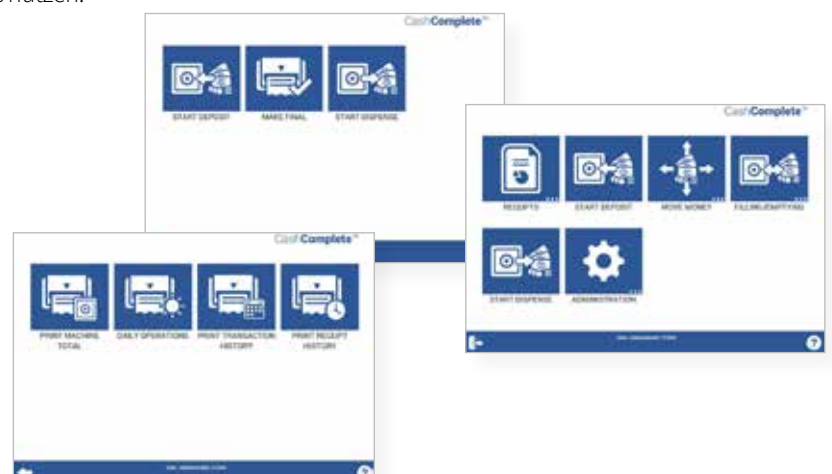 CashComplete™
START DEPOSIT
MAKE FINAL
START DISPENSE
CashComplete™
RECEIPTS
START DEPOSIT
MOVE MONEY
FILLING/EMPTYING
START DISPENSE
ADMINISTRATION
?
CashComplete™
PRINT MACHINE
TOTAL
DAILY OPERATIONS
PRINT TRANSACTION
HISTORY
PRINT RECEIPT
HISTORY
?